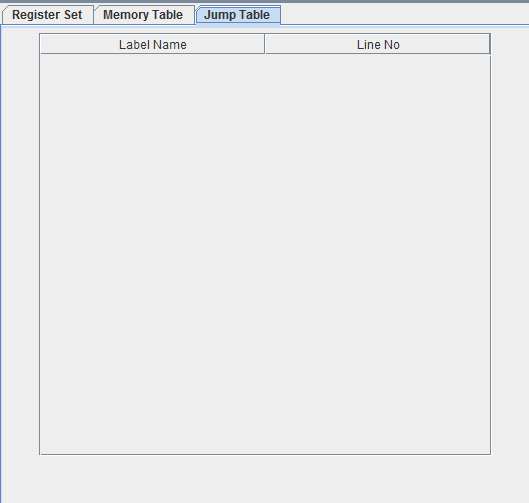 Register Set Memory Table Jump Table
Label Name Line No